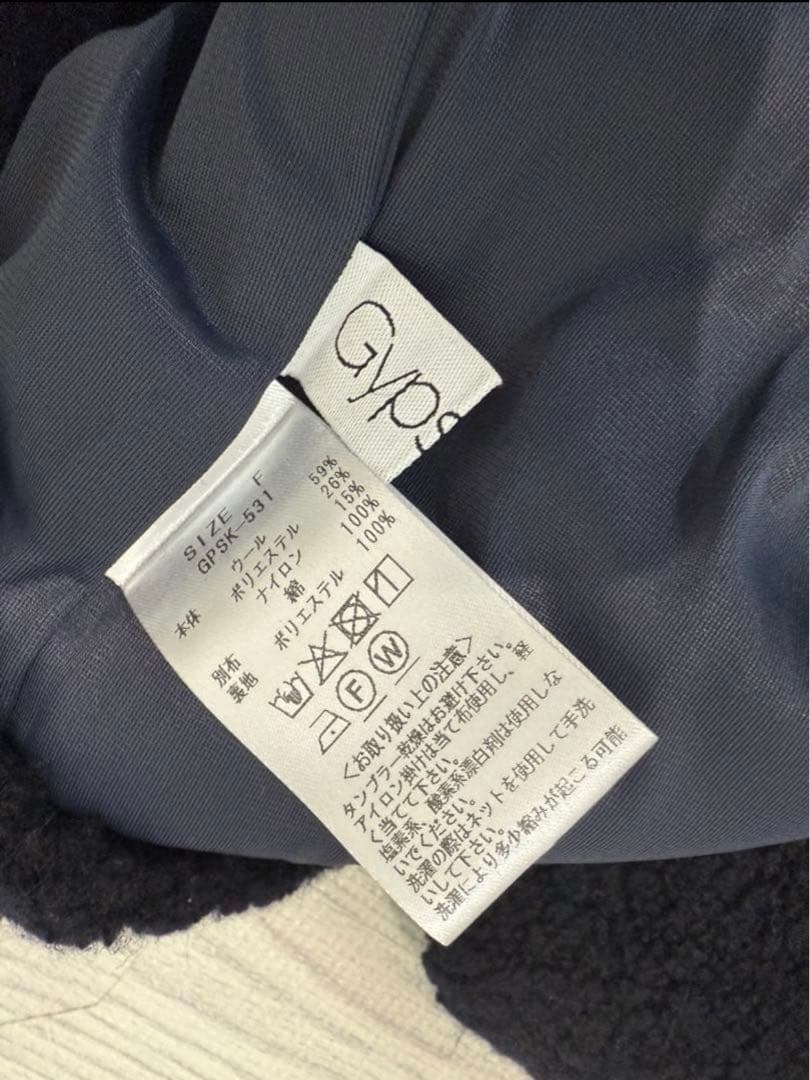 Gyps
SIZE F
GPSK-531
本体 ウール 59%
ポリエステル 26%
ナイロン 15%
別布 綿 100%
裏地 ポリエステル 100%
F W
<お取り扱い上の注意>
タンブラー乾燥はお避け下さい。
アイロン掛けは当て布使用し、軽
く当てて下さい。
塩素系、酸素系漂白剤は使用しな
いでください。
洗濯の際はネットを使用して手洗
いして下さい。
洗濯により多少縮みが起こる可能